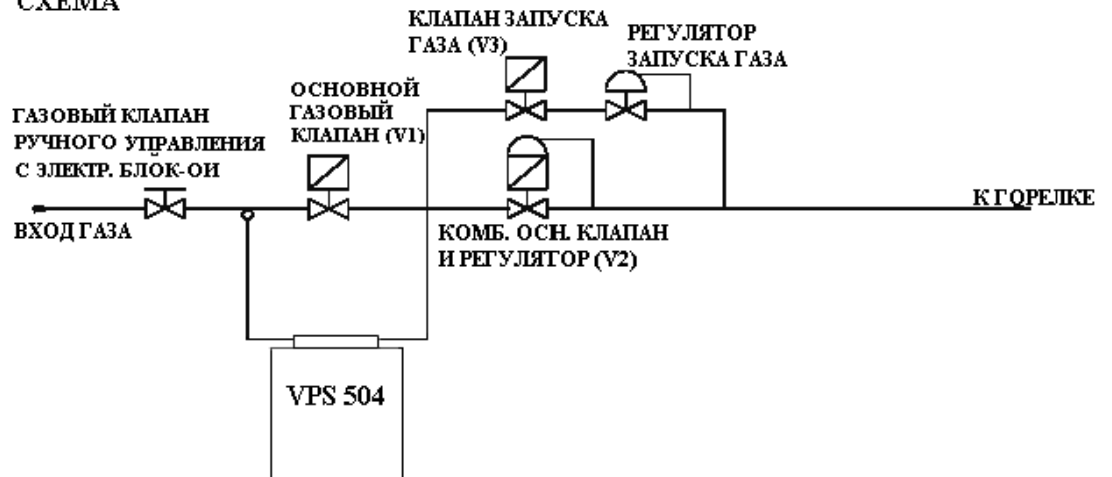 СХЕМА
КЛАПАН ЗАПУСКА
ГАЗА (V3)
РЕГУЛЯТОР
ЗАПУСКА ГАЗА
ОСНОВНОЙ
ГАЗОВЫЙ
КЛАПАН (V1)
ГАЗОВЫЙ КЛАПАН
РУЧНОГО УПРАВЛЕНИЯ
С ЭЛЕКТР. БЛОК-ОЙ
ВХОД ГАЗА
К ГОРЕЛКЕ
КОМБ. ОСН. КЛАПАН
И РЕГУЛЯТОР (V2)
VPS 504